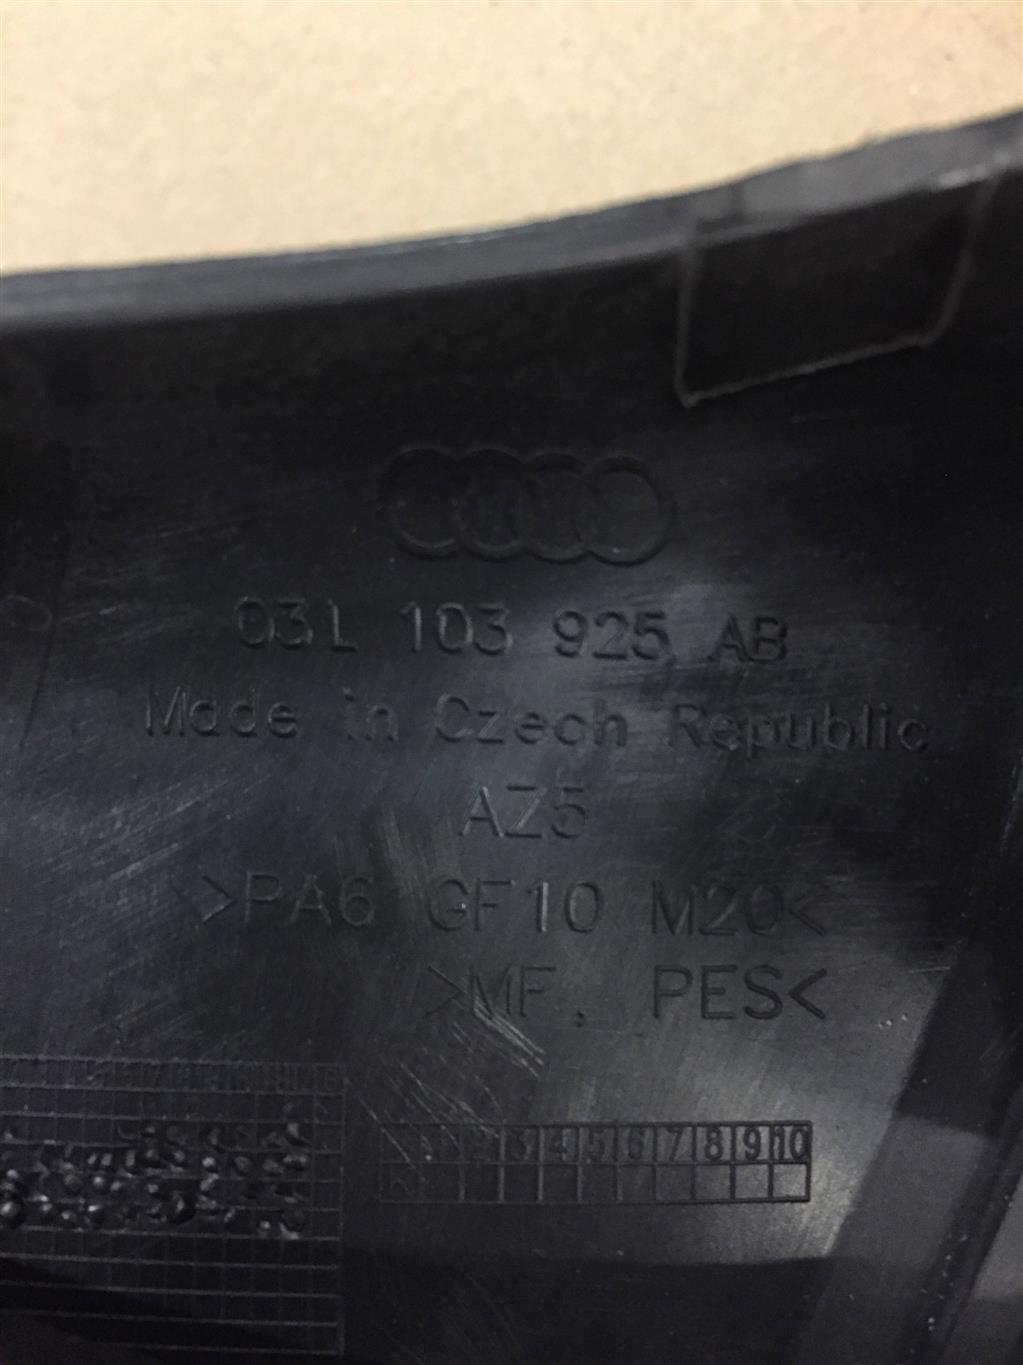 03L 103 925 AB
Made in Czech Republic
AZ5
>PA6 GF10 M20<
>MF, PES<
2 3 4 5 6 7 8 9 10